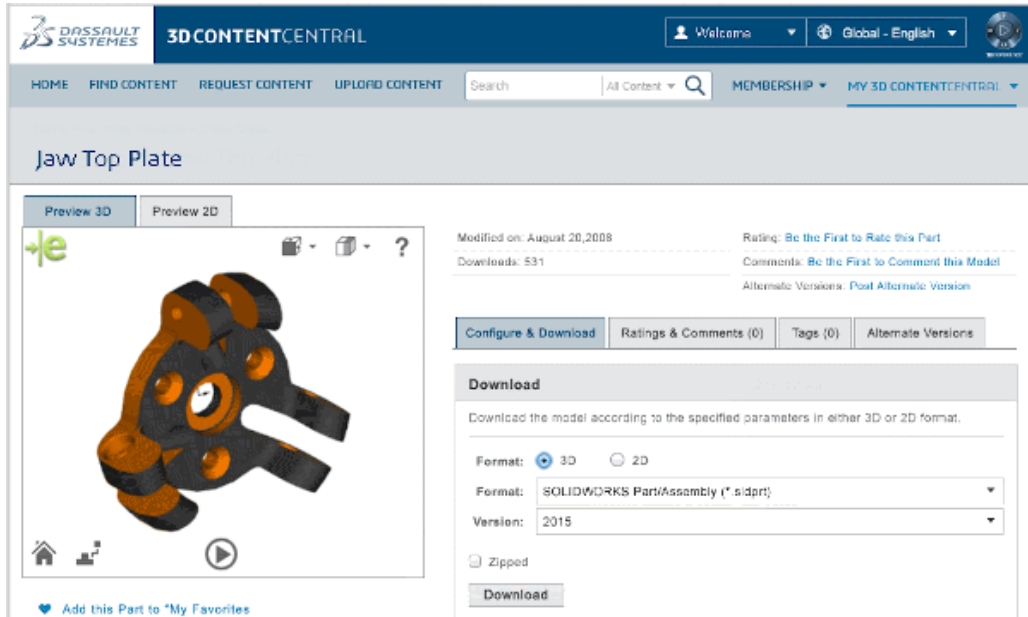 DASSAULT
SYSTEMES
3DCONTENTCENTRAL
Welcome
Global - English
HOME FIND CONTENT REQUEST CONTENT UPLOAD CONTENT Search All Content MEMBERSHIP MY 3D CONTENTCENTRAL
Jaw Top Plate
Preview 3D Preview 2D
e ?
Modified on: August 20,2008
Downloads: 531
Rating: Be the First to Rate this Part
Comments: Be the First to Comment this Model
Alternate Versions: Post Alternate Version
Configure & Download Ratings & Comments (0) Tags (0) Alternate Versions
Download
Download the model according to the specified parameters in either 3D or 2D format.
Format: 3D 2D
Format: SOLIDWORKS Part/Assembly (*.sldprt)
Version: 2015
Zipped
Download
Add this Part to "My Favorites